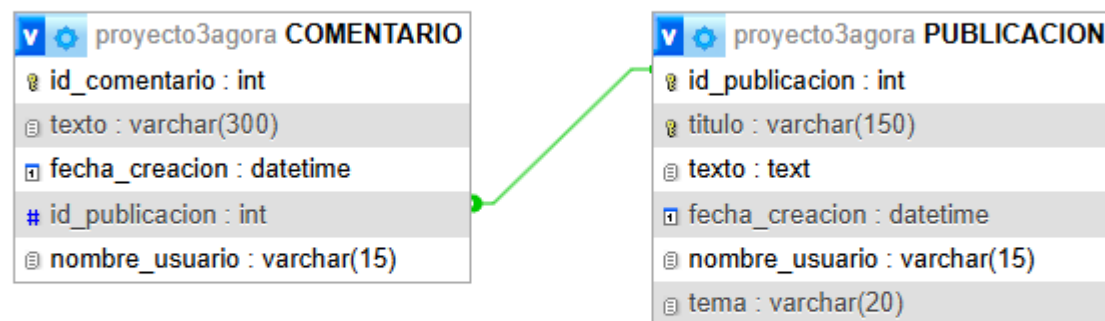 v proyecto3agora COMENTARIO
id_comentario : int
texto : varchar(300)
fecha_creacion : datetime
# id_publicacion : int
nombre_usuario : varchar(15)
v proyecto3agora PUBLICACION
id_publicacion : int
titulo : varchar(150)
texto : text
fecha_creacion : datetime
nombre_usuario : varchar(15)
tema : varchar(20)